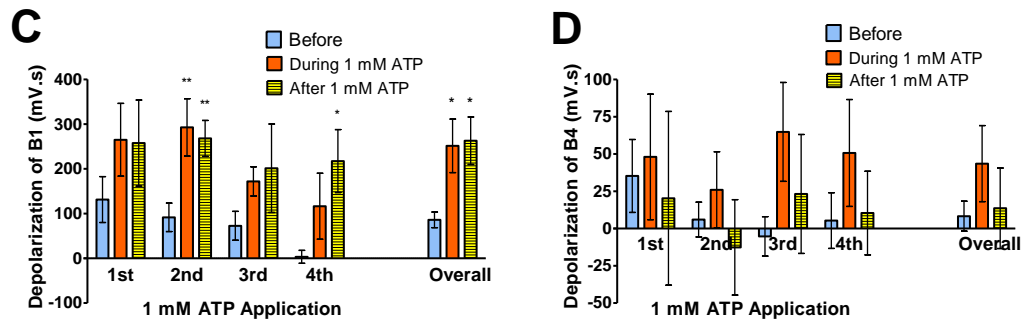 C
Before
During 1 mM ATP
After 1 mM ATP
Depolarization of B1 (mV.s)
400
300
200
100
0
-100
** ** * * *
1st 2nd 3rd 4th Overall
1 mM ATP Application
D
Before
During 1 mM ATP
After 1 mM ATP
Depolarization of B4 (mV.s)
100
75
50
25
0
-25
-50
1st 2nd 3rd 4th Overall
1 mM ATP Application